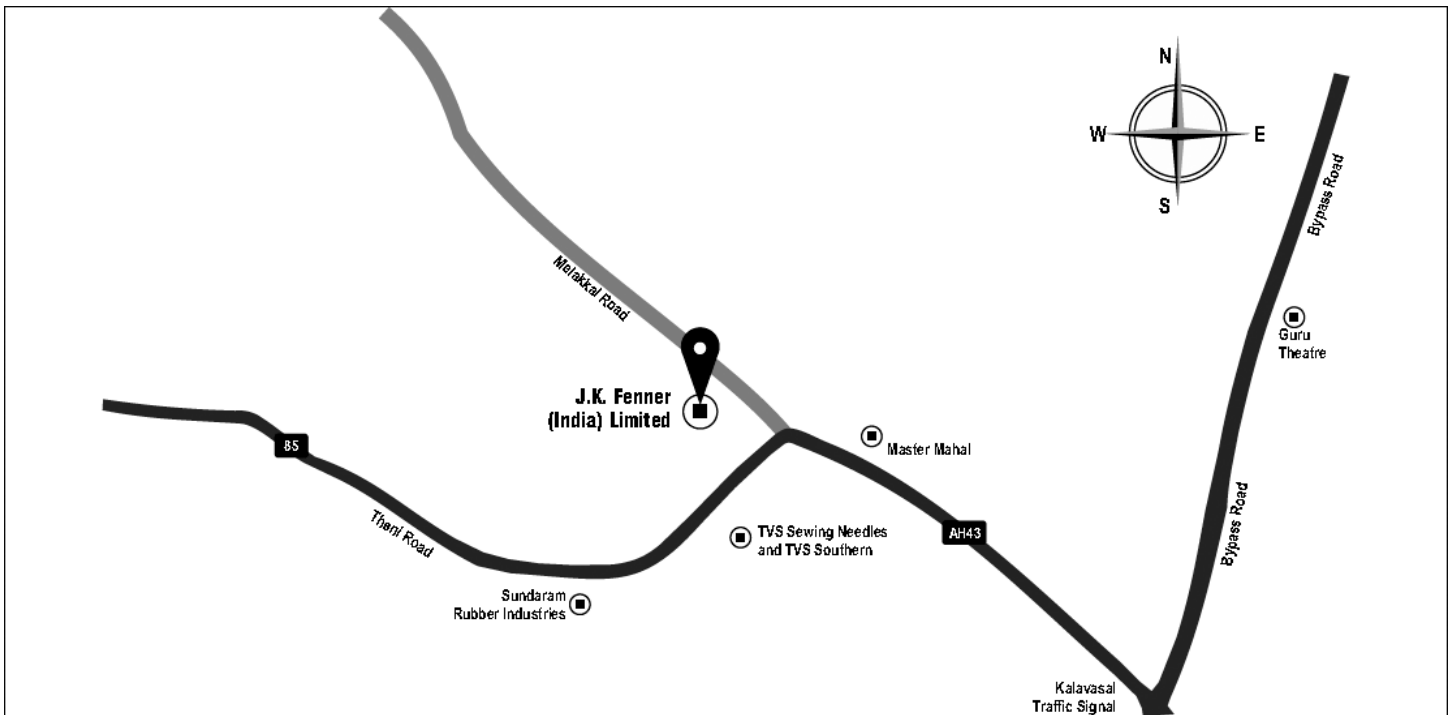 N
W
E
S
Bypass Road
Melakkal Road
Guru
Theatre
J.K. Fenner
(India) Limited
85
Master Mahal
Theni Road
TVS Sewing Needles
and TVS Southern
AH43
Bypass Road
Sundaram
Rubber Industries
Kalavasal
Traffic Signal